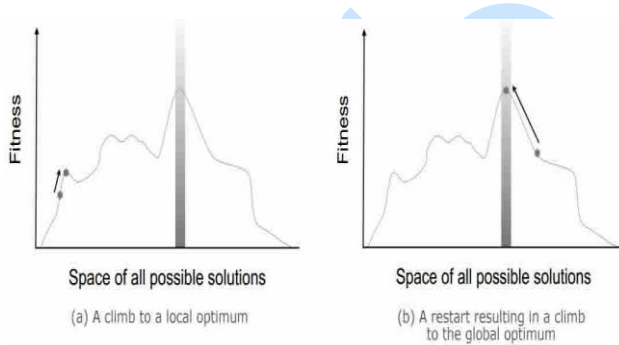 Fitness
Space of all possible solutions
(a) A climb to a local optimum
Fitness
Space of all possible solutions
(b) A restart resulting in a climb
to the global optimum